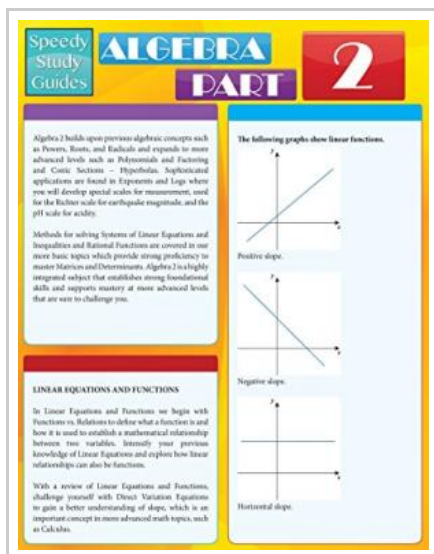 Speedy
Study
Guides
ALGEBRA
PART
2
Algebra 2 builds upon previous algebraic concepts such
as Powers, Roots, and Radicals and expands to more
advanced levels such as Polynomials and Factoring
and Conic Sections – Hyperbolas. Sophisticated
applications are found in Exponents and Logs where
you will develop special scales for measurement, used
for the Richter scale for earthquake magnitude, and the
pH scale for acidity.
Methods for solving Systems of Linear Equations and
Inequalities and Rational Functions are covered in our
more basic topics which provide strong proficiency to
master Matrices and Determinants. Algebra 2 is a highly
integrated subject that establishes strong foundational
skills and supports mastery at more advanced levels
that are sure to challenge you.
LINEAR EQUATIONS AND FUNCTIONS
In Linear Equations and Functions we begin with
Functions vs. Relations to define what a function is and
how it is used to establish a mathematical relationship
between two variables. Intensify your previous
knowledge of Linear Equations and explore how linear
relationships can also be functions.
With a review of Linear Equations and Functions,
challenge yourself with Direct Variation Equations
to gain a better understanding of slope, which is an
important concept in more advanced math topics, such
as Calculus.
The following graphs show linear functions.
y
x
Positive slope.
y
x
Negative slope.
y
x
Horizontal slope.